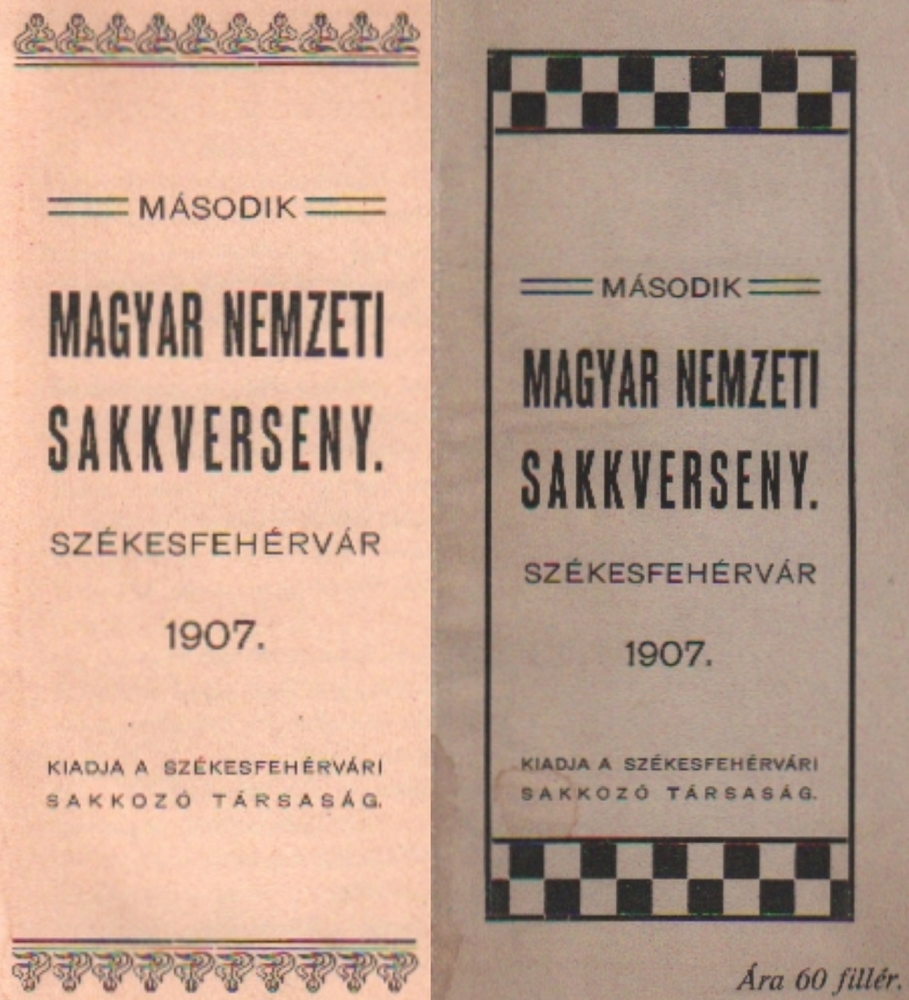 MÁSODIK
MAGYAR NEMZETI
SAKKVERSENY.
SZÉKESFEHÉRVÁR
1907.
KIADJA A SZÉKESFEHÉRVÁRI
SAKKOZÓ TÁRSASÁG.
MÁSODIK
MAGYAR NEMZETI
SAKKVERSENY.
SZÉKESFEHÉRVÁR
1907.
KIADJA A SZÉKESFEHÉRVÁRI
SAKKOZÓ TÁRSASÁG.
Ára 60 fillér.